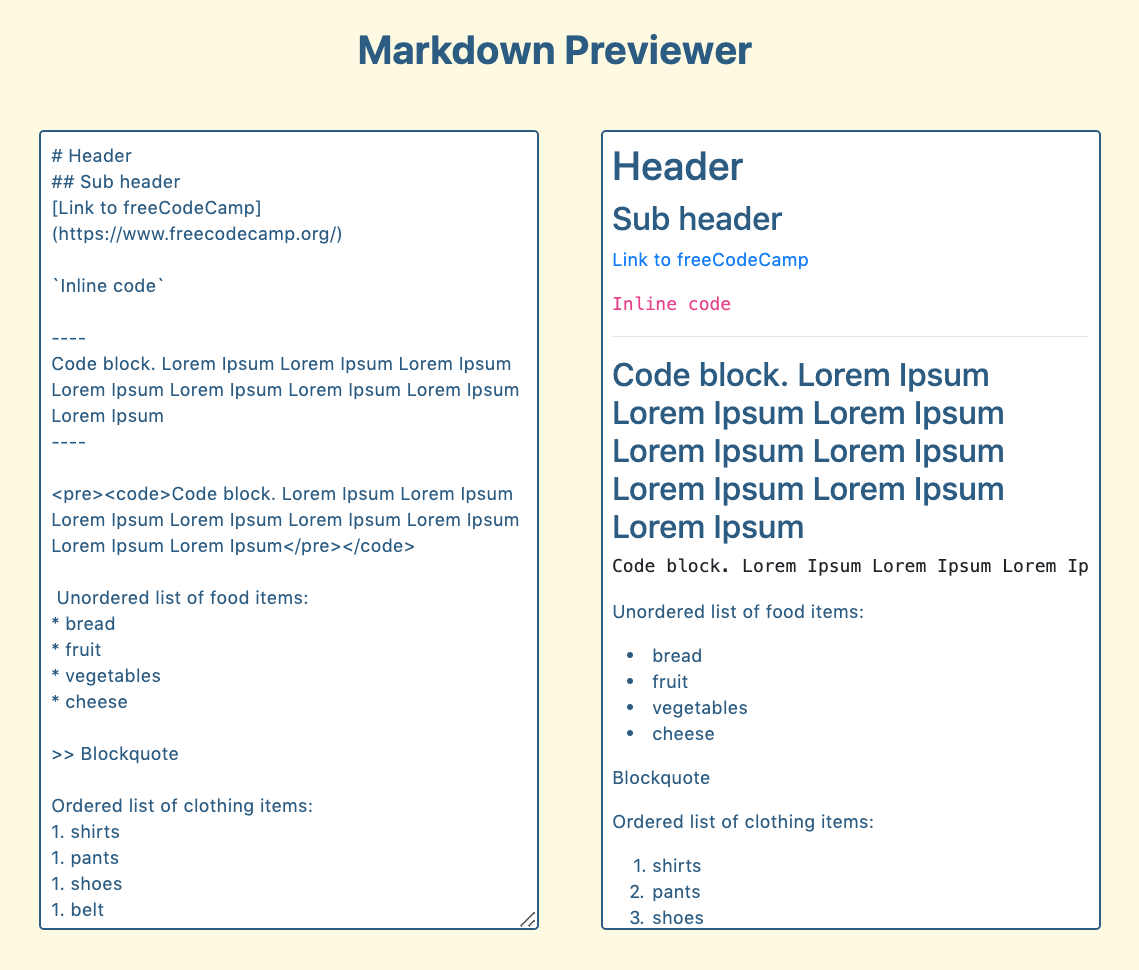 Markdown Previewer
# Header
## Sub header
[Link to freeCodeCamp]
(https://www.freecodecamp.org/)
`Inline code`
----
Code block. Lorem Ipsum Lorem Ipsum Lorem Ipsum
Lorem Ipsum Lorem Ipsum Lorem Ipsum Lorem Ipsum
Lorem Ipsum
----
<pre><code>Code block. Lorem Ipsum Lorem Ipsum
Lorem Ipsum Lorem Ipsum Lorem Ipsum Lorem Ipsum
Lorem Ipsum Lorem Ipsum</pre></code>
Unordered list of food items:
* bread
* fruit
* vegetables
* cheese
>> Blockquote
Ordered list of clothing items:
1. shirts
1. pants
1. shoes
1. belt
Header
Sub header
Link to freeCodeCamp
Inline code
Code block. Lorem Ipsum
Lorem Ipsum Lorem Ipsum
Lorem Ipsum Lorem Ipsum
Lorem Ipsum Lorem Ipsum
Lorem Ipsum
Code block. Lorem Ipsum Lorem Ipsum Lorem Ip
Unordered list of food items:
• bread
• fruit
• vegetables
• cheese
Blockquote
Ordered list of clothing items:
1. shirts
2. pants
3. shoes